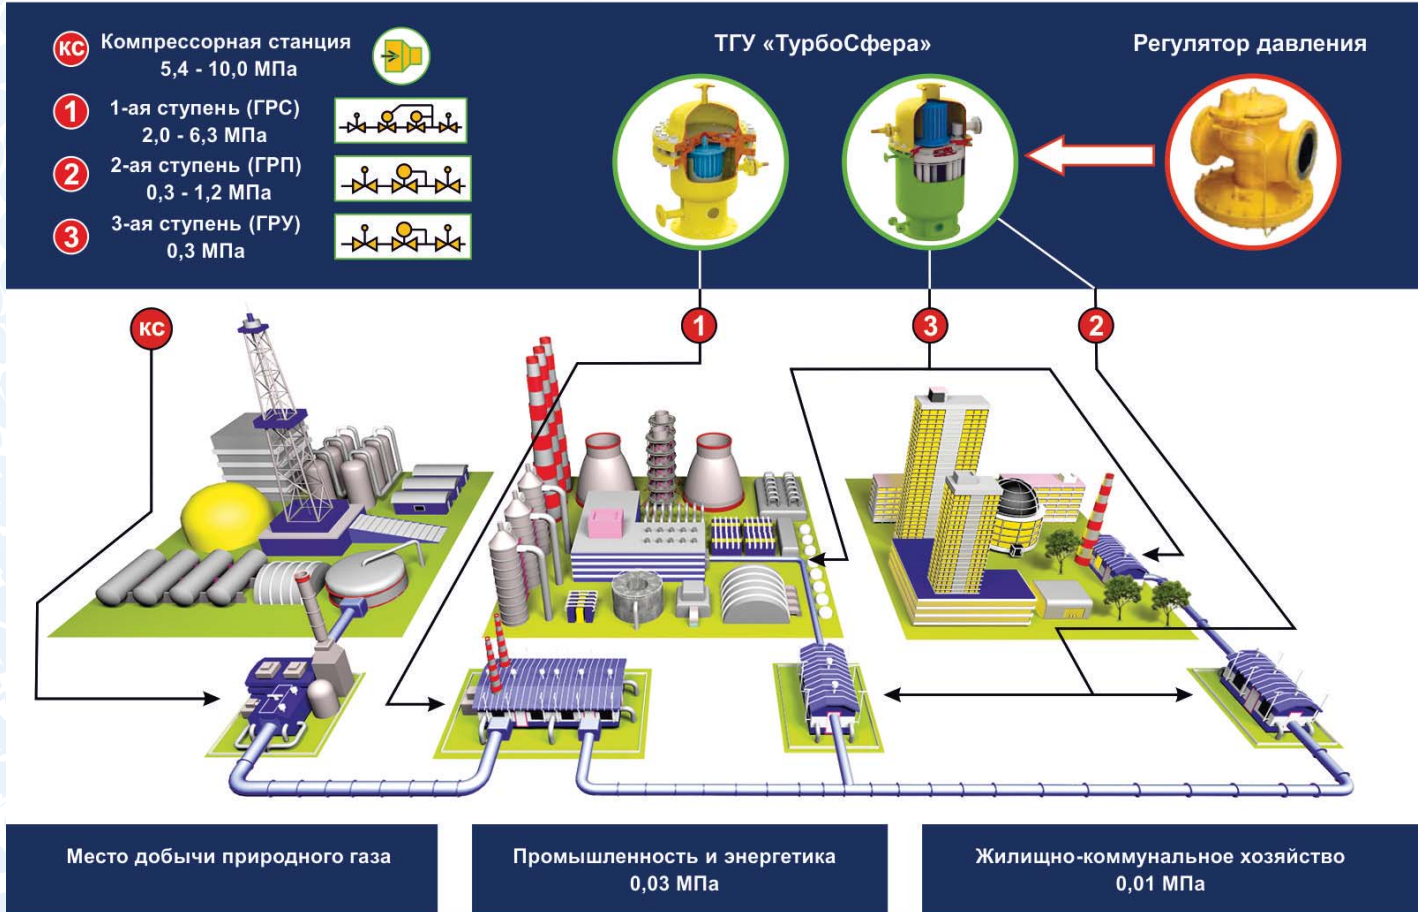 КС Компрессорная станция
5,4 - 10,0 МПа
1 1-ая ступень (ГРС)
2,0 - 6,3 МПа
2 2-ая ступень (ГРП)
0,3 - 1,2 МПа
3 3-ая ступень (ГРУ)
0,3 МПа
ТГУ «ТурбоСфера»
Регулятор давления
КС
1
3
2
Место добычи природного газа
Промышленность и энергетика
0,03 МПа
Жилищно-коммунальное хозяйство
0,01 МПа